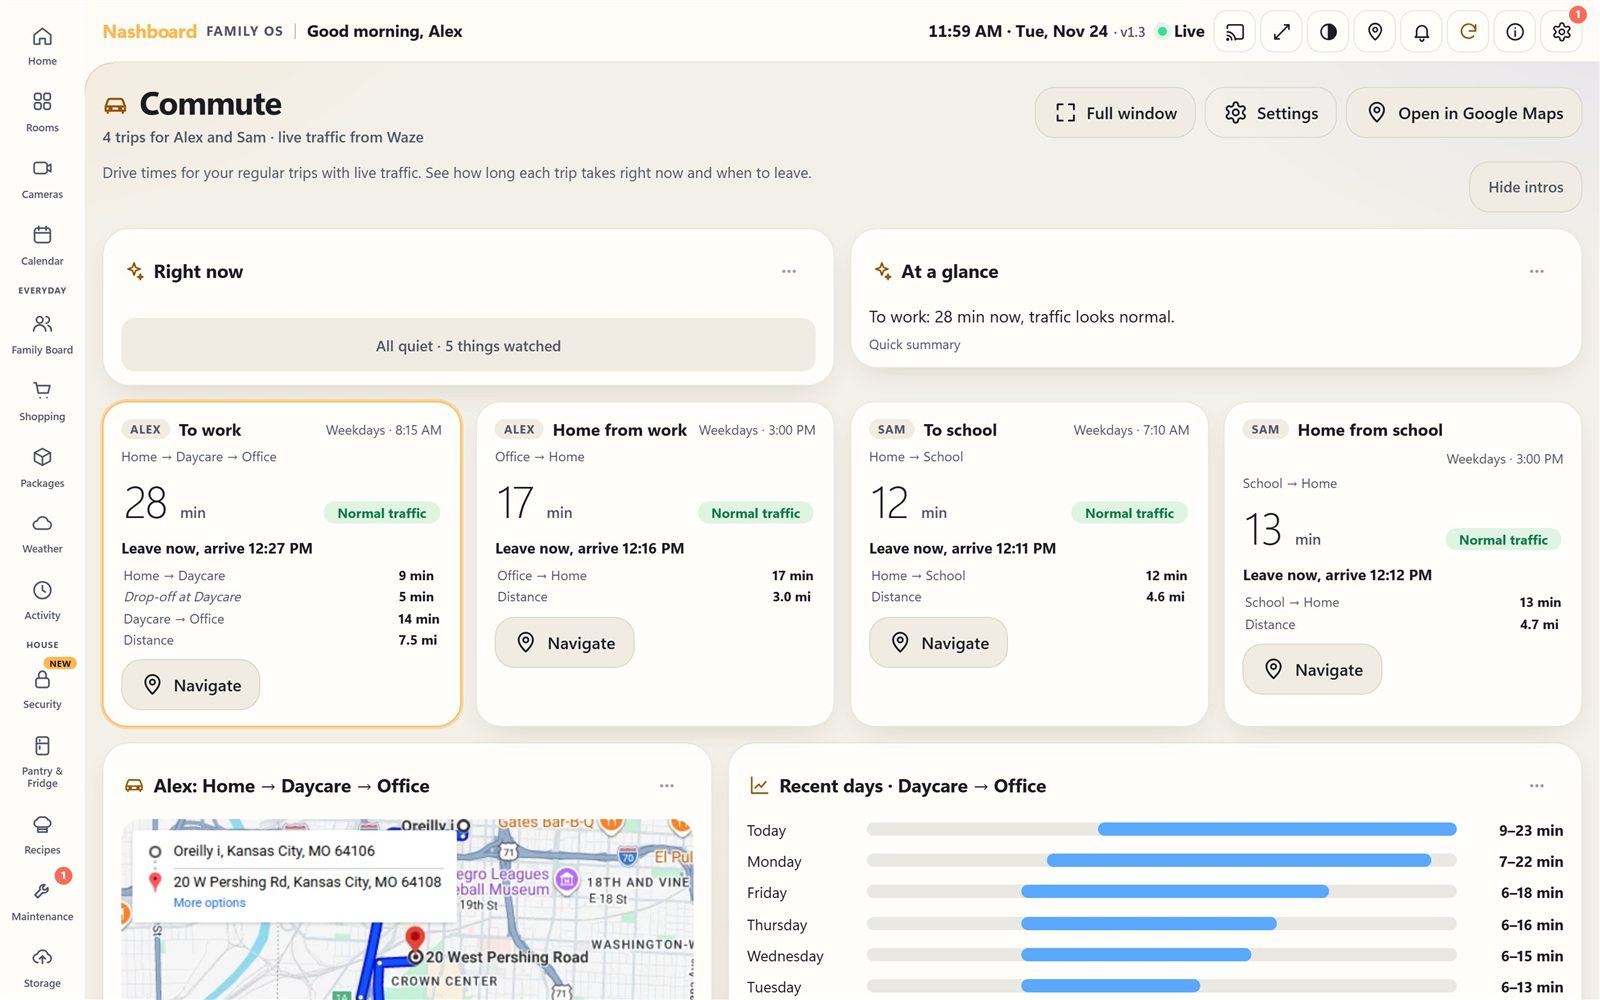 Nashboard FAMILY OS Good morning, Alex
11:59 AM · Tue, Nov 24 · v1.3 Live
1
Home
Rooms
Cameras
Calendar
EVERYDAY
Family Board
Shopping
Packages
Weather
Activity
HOUSE
NEW
Security
Pantry &
Fridge
Recipes
1
Maintenance
Storage
Commute
4 trips for Alex and Sam · live traffic from Waze
Drive times for your regular trips with live traffic. See how long each trip takes right now and when to leave.
Full window
Settings
Open in Google Maps
Hide intros
Right now
All quiet · 5 things watched
At a glance
To work: 28 min now, traffic looks normal.
Quick summary
ALEX To work Weekdays · 8:15 AM
Home → Daycare → Office
28 min Normal traffic
Leave now, arrive 12:27 PM
Home → Daycare 9 min
Drop-off at Daycare 5 min
Daycare → Office 14 min
Distance 7.5 mi
Navigate
ALEX Home from work Weekdays · 3:00 PM
Office → Home
17 min Normal traffic
Leave now, arrive 12:16 PM
Office → Home 17 min
Distance 3.0 mi
Navigate
SAM To school Weekdays · 7:10 AM
Home → School
12 min Normal traffic
Leave now, arrive 12:11 PM
Home → School 12 min
Distance 4.6 mi
Navigate
SAM Home from school
Weekdays · 3:00 PM
School → Home
13 min Normal traffic
Leave now, arrive 12:12 PM
School → Home 13 min
Distance 4.7 mi
Navigate
Alex: Home → Daycare → Office
Oreilly i
Gates Bar-B-Q
Oreilly i, Kansas City, MO 64106
20 W Pershing Rd, Kansas City, MO 64108
More options
71
70
El Pul
egro Leagues
eball Museum
18TH AND VINE
19th St
E 18 St
St
WASHINGTON-W
20 West Pershing Road
CROWN CENTER
71
1A
Recent days · Daycare → Office
Today 9–23 min
Monday 7–22 min
Friday 6–18 min
Thursday 6–16 min
Wednesday 6–15 min
Tuesday 6–13 min